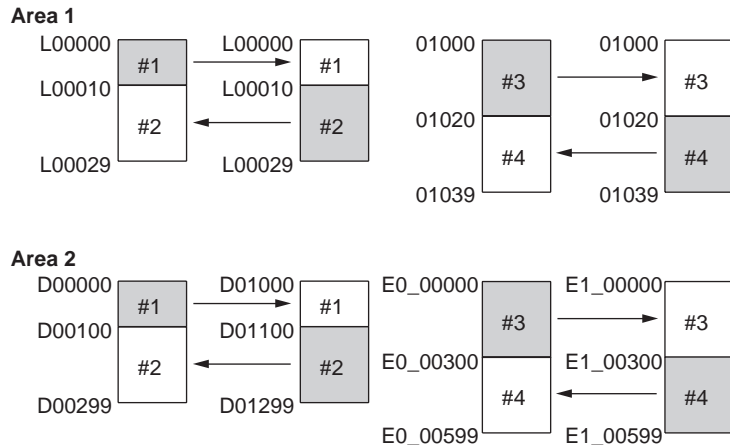 Area 1
L00000 L00000 01000 01000
#1 #1 #3 #3
L00010 L00010 01020 01020
#2 #2 #4 #4
L00029 L00029 01039 01039
Area 2
D00000 D01000 E0_00000 E1_00000
#1 #1 #3 #3
D00100 D01100 E0_00300 E1_00300
#2 #2 #4 #4
D00299 D01299 E0_00599 E1_00599